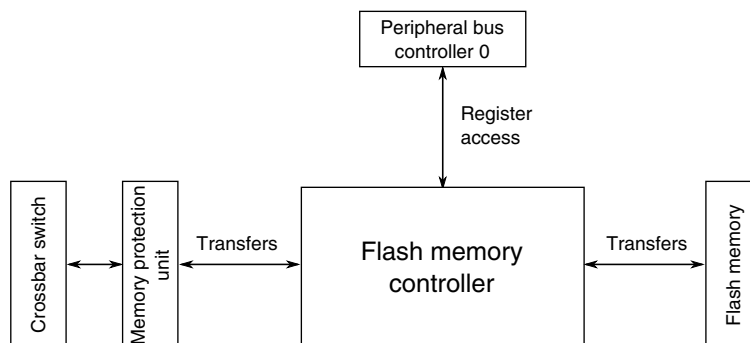 Peripheral bus
controller 0
Register
access
Crossbar switch
Memory protection
unit
Transfers
Flash memory
controller
Transfers
Flash memory